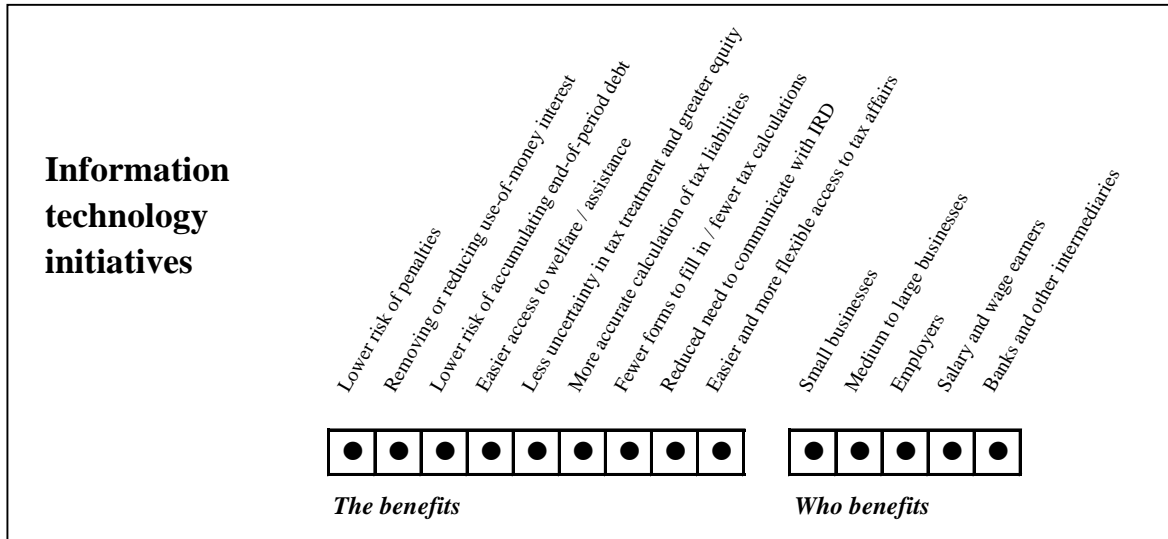 Information
technology
initiatives
Lower risk of penalties
Removing or reducing use-of-money interest
Lower risk of accumulating end-of-period debt
Easier access to welfare / assistance
Less uncertainty in tax treatment and greater equity
More accurate calculation of tax liabilities
Fewer forms to fill in / fewer tax calculations
Reduced need to communicate with IRD
Easier and more flexible access to tax affairs
Small businesses
Medium to large businesses
Employers
Salary and wage earners
Banks and other intermediaries
The benefits
Who benefits